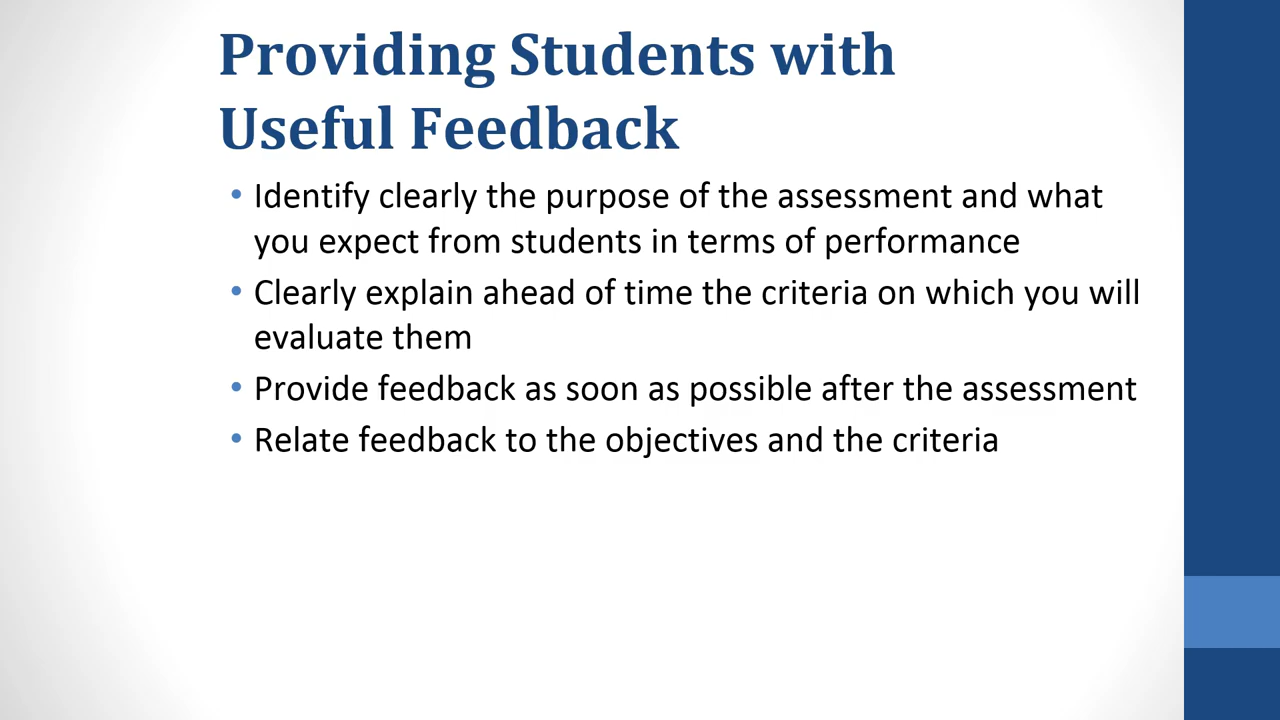 Providing Students with
Useful Feedback
• Identify clearly the purpose of the assessment and what
you expect from students in terms of performance
• Clearly explain ahead of time the criteria on which you will
evaluate them
• Provide feedback as soon as possible after the assessment
• Relate feedback to the objectives and the criteria